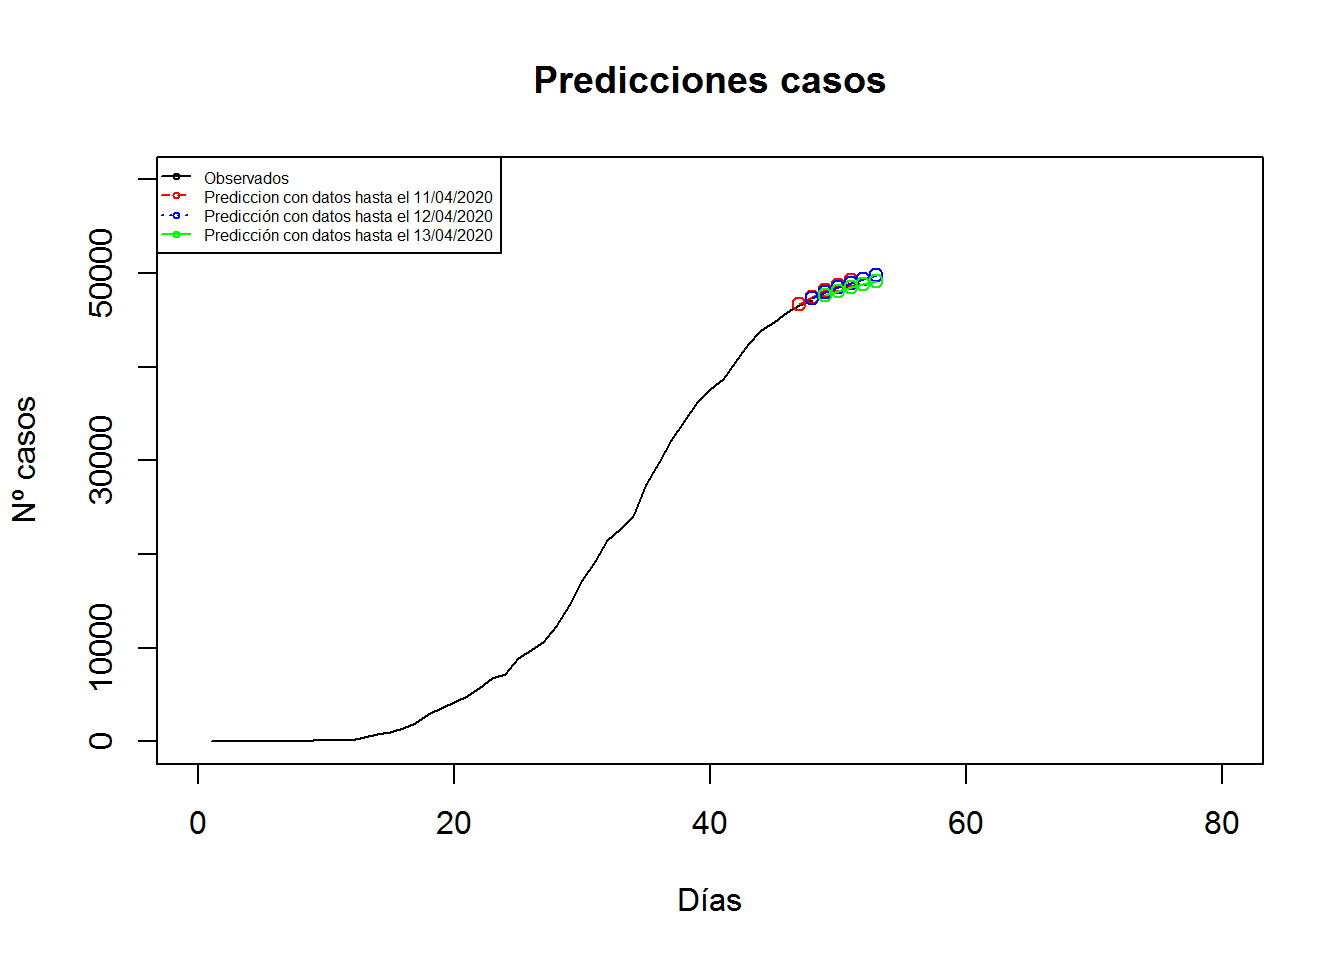 Predicciones casos
Observados
Prediccion con datos hasta el 11/04/2020
Predicción con datos hasta el 12/04/2020
Predicción con datos hasta el 13/04/2020
Nº casos
50000
30000
10000
0
0 20 40 60 80
Días